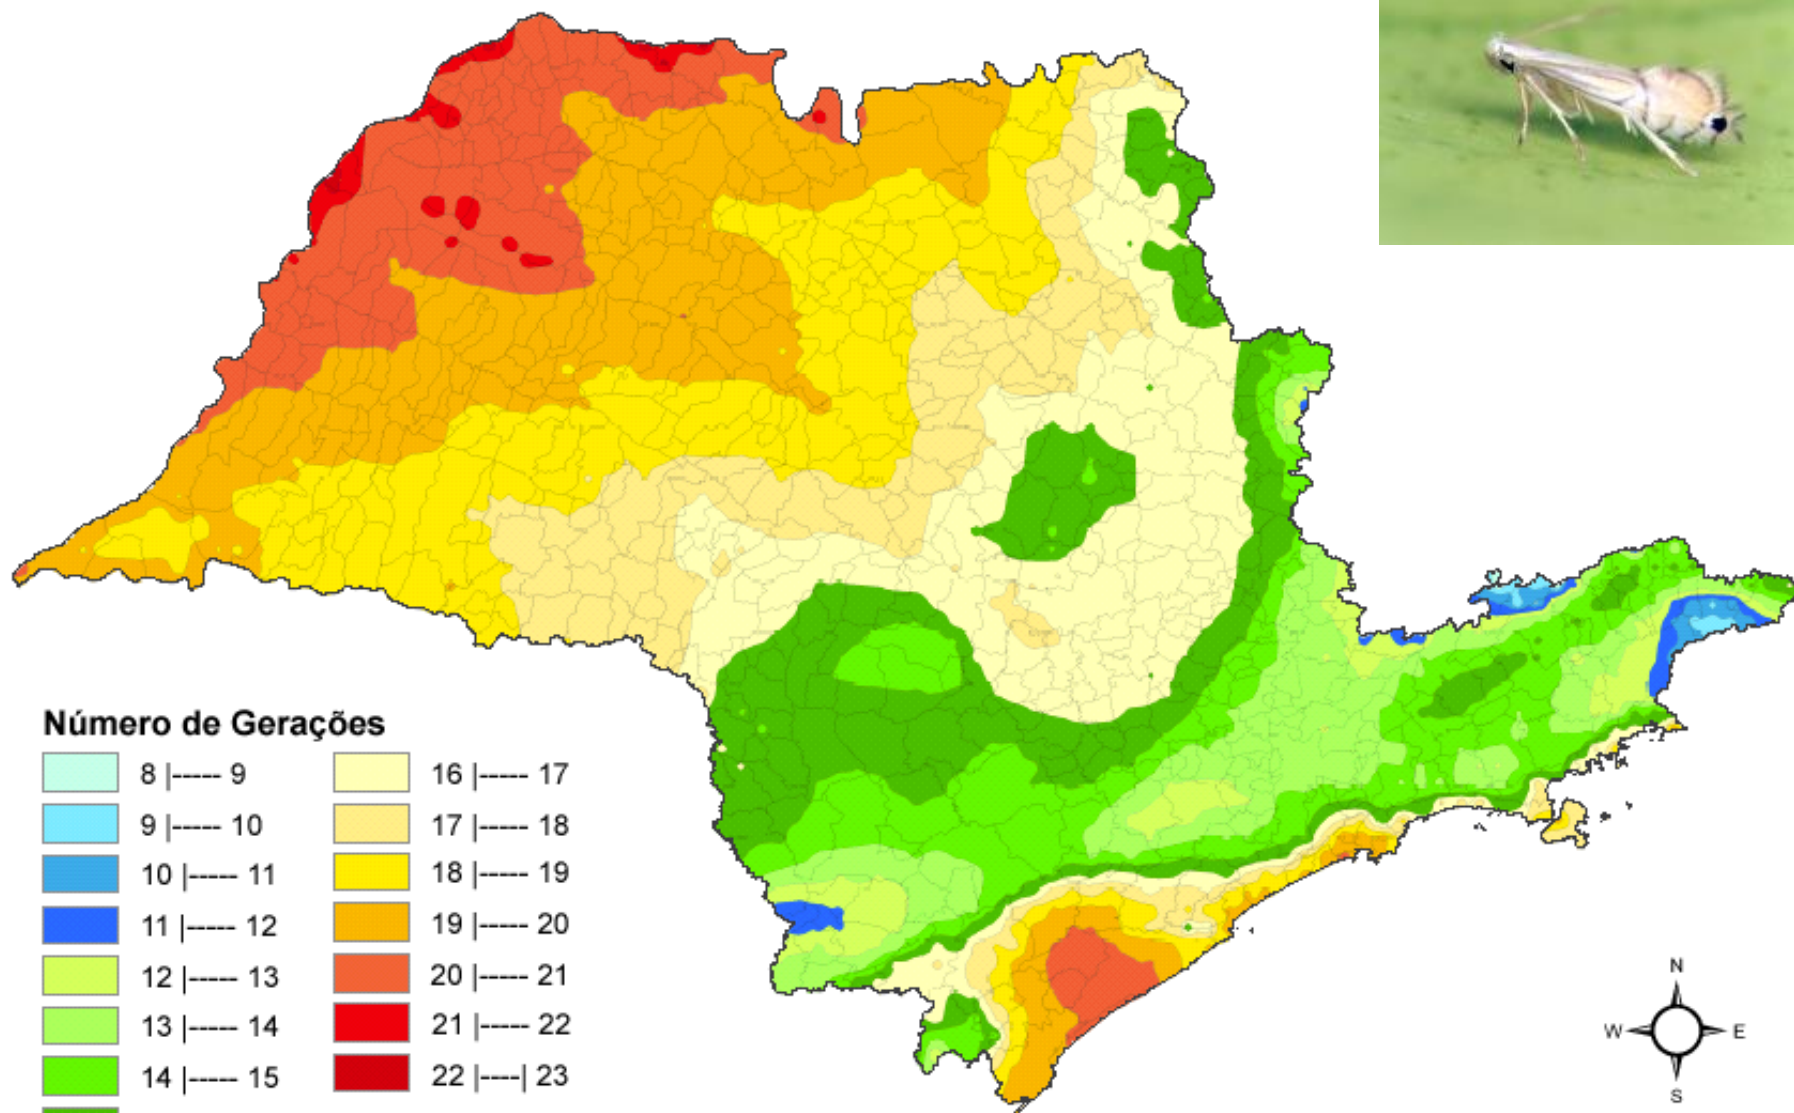 Número de Gerações
8 |----- 9
9 |----- 10
10 |----- 11
11 |----- 12
12 |----- 13
13 |----- 14
14 |----- 15
16 |----- 17
17 |----- 18
18 |----- 19
19 |----- 20
20 |----- 21
21 |----- 22
22 |----| 23
N
W E
S